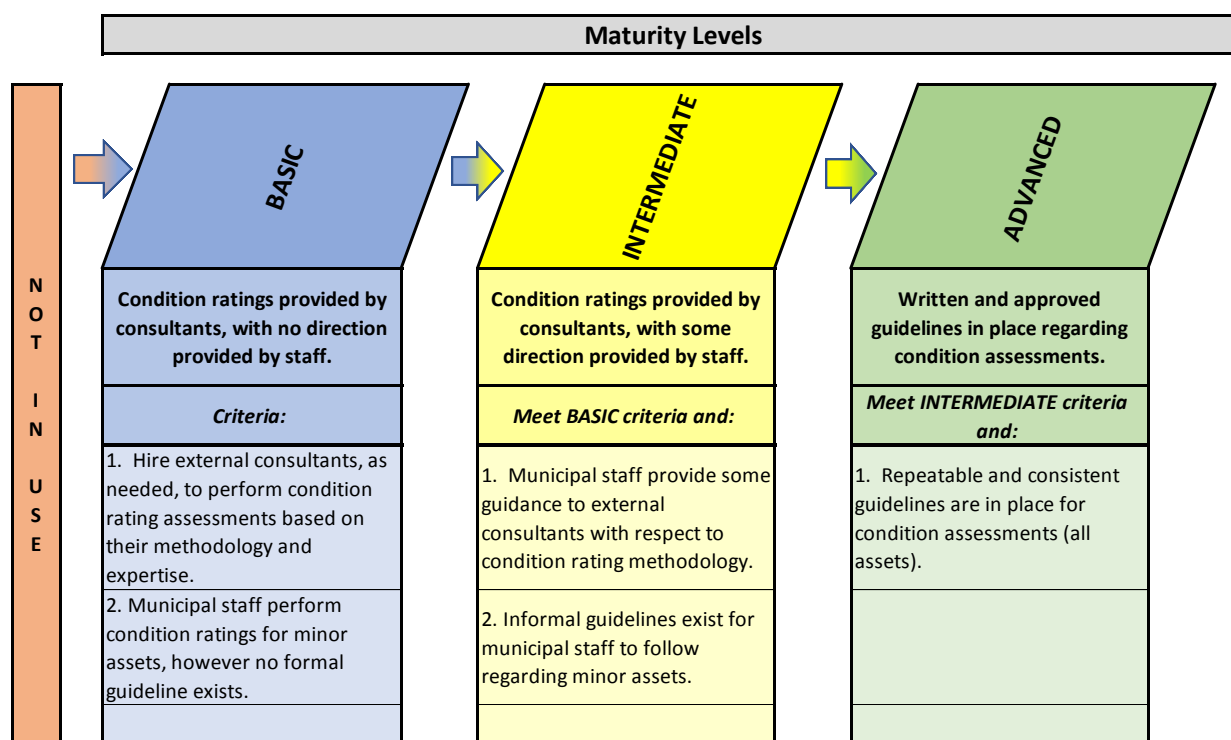 Maturity Levels
NOT IN USE
BASIC
Condition ratings provided by
consultants, with no direction
provided by staff.
Criteria:
1.  Hire external consultants, as
needed, to perform condition
rating assessments based on
their methodology and
expertise.
2. Municipal staff perform
condition ratings for minor
assets, however no formal
guideline exists.
INTERMEDIATE
Condition ratings provided by
consultants, with some
direction provided by staff.
Meet BASIC criteria and:
1.  Municipal staff provide some
guidance to external
consultants with respect to
condition rating methodology.
2. Informal guidelines exist for
municipal staff to follow
regarding minor assets.
ADVANCED
Written and approved
guidelines in place regarding
condition assessments.
Meet INTERMEDIATE criteria
and:
1.  Repeatable and consistent
guidelines are in place for
condition assessments (all
assets).